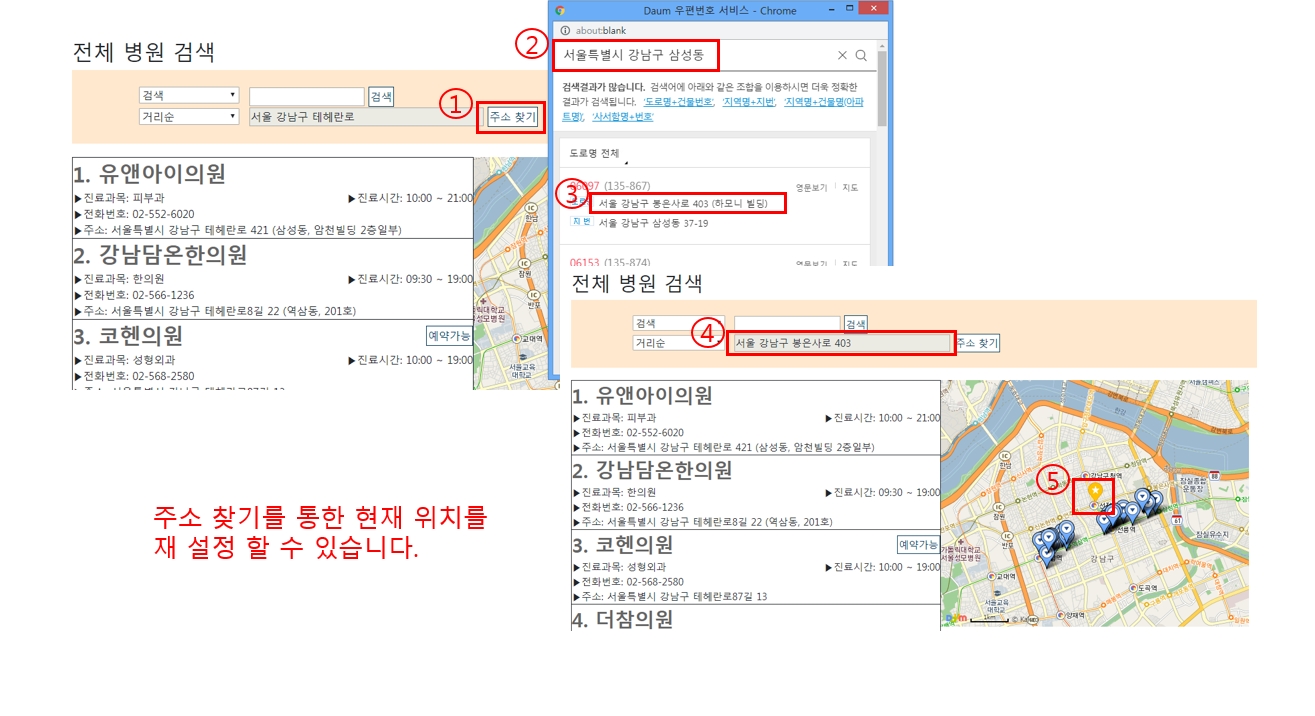 전체 병원 검색
검색
검색
거리순
서울 강남구 테헤란로
①
주소 찾기
1. 유앤아이의원
▶진료과목: 피부과
▶진료시간: 10:00 ~ 21:00
▶전화번호: 02-552-6020
▶주소: 서울특별시 강남구 테헤란로 421 (삼성동, 암천빌딩 2층일부)
2. 강남담온한의원
▶진료과목: 한의원
▶진료시간: 09:30 ~ 19:00
▶전화번호: 02-566-1236
▶주소: 서울특별시 강남구 테헤란로8길 22 (역삼동, 201호)
3. 코헨의원
예약가능
▶진료과목: 성형외과
▶진료시간: 10:00 ~ 19:00
▶전화번호: 02-568-2580
Daum 우편번호 서비스 - Chrome
about:blank
②
서울특별시 강남구 삼성동
검색결과가 많습니다. 검색어에 아래와 같은 조합을 이용하시면 더욱 정확한
결과가 검색됩니다. '도로명+건물번호', '지역명+지번', '지역명+건물명(아파
트명)', '사서함명+번호'
도로명 전체
06097 (135-867)
영문보기
지도
③
서울 강남구 봉은사로 403 (하모니 빌딩)
지번
서울 강남구 삼성동 37-19
06153 (135-874)
영문보기
지도
전체 병원 검색
검색
검색
거리순
④
서울 강남구 봉은사로 403
주소 찾기
1. 유앤아이의원
▶진료과목: 피부과
▶진료시간: 10:00 ~ 21:00
▶전화번호: 02-552-6020
▶주소: 서울특별시 강남구 테헤란로 421 (삼성동, 암천빌딩 2층일부)
2. 강남담온한의원
▶진료과목: 한의원
▶진료시간: 09:30 ~ 19:00
▶전화번호: 02-566-1236
▶주소: 서울특별시 강남구 테헤란로8길 22 (역삼동, 201호)
3. 코헨의원
예약가능
▶진료과목: 성형외과
▶진료시간: 10:00 ~ 19:00
▶전화번호: 02-568-2580
▶주소: 서울특별시 강남구 테헤란로87길 13
4. 더참의원
⑤
한남
잠원
반포
교대역
서울교육
대학교
강남구청역
선릉역
강남구
도곡역
양재역
잠실종합
운동장
잠실유수지
가톨릭대학교
서울성모병원
88
61
1km
주소 찾기를 통한 현재 위치를
재 설정 할 수 있습니다.